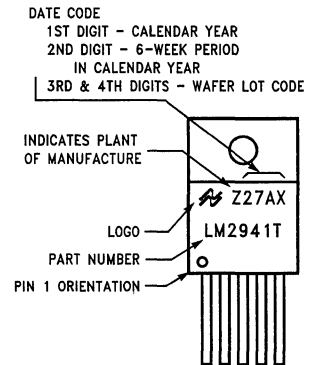 DATE CODE
1ST DIGIT - CALENDAR YEAR
2ND DIGIT - 6-WEEK PERIOD
IN CALENDAR YEAR
3RD & 4TH DIGITS - WAFER LOT CODE
INDICATES PLANT
OF MANUFACTURE
Z27AX
LOGO
LM2941T
PART NUMBER
PIN 1 ORIENTATION